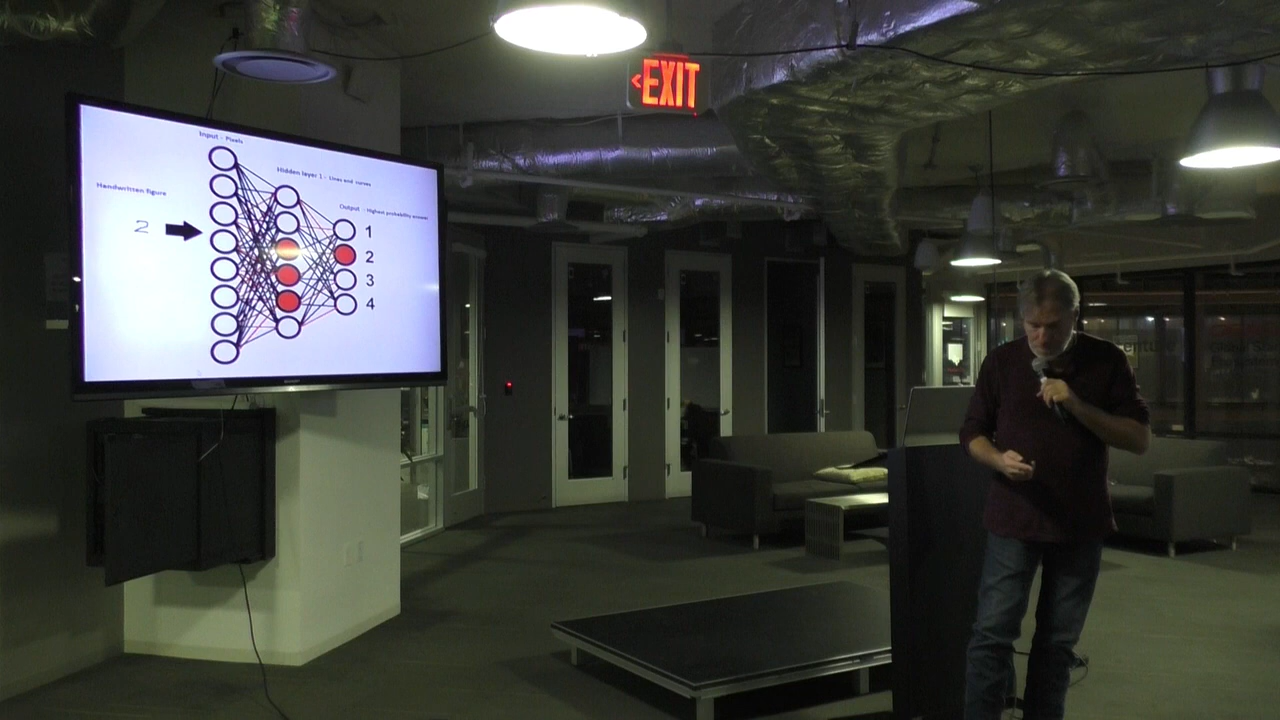 EXIT
Input - Pixels
Hidden layer 1 - Lines and curves
Handwritten figure
Output - Highest probability answer
2
1
2
3
4
SHARP